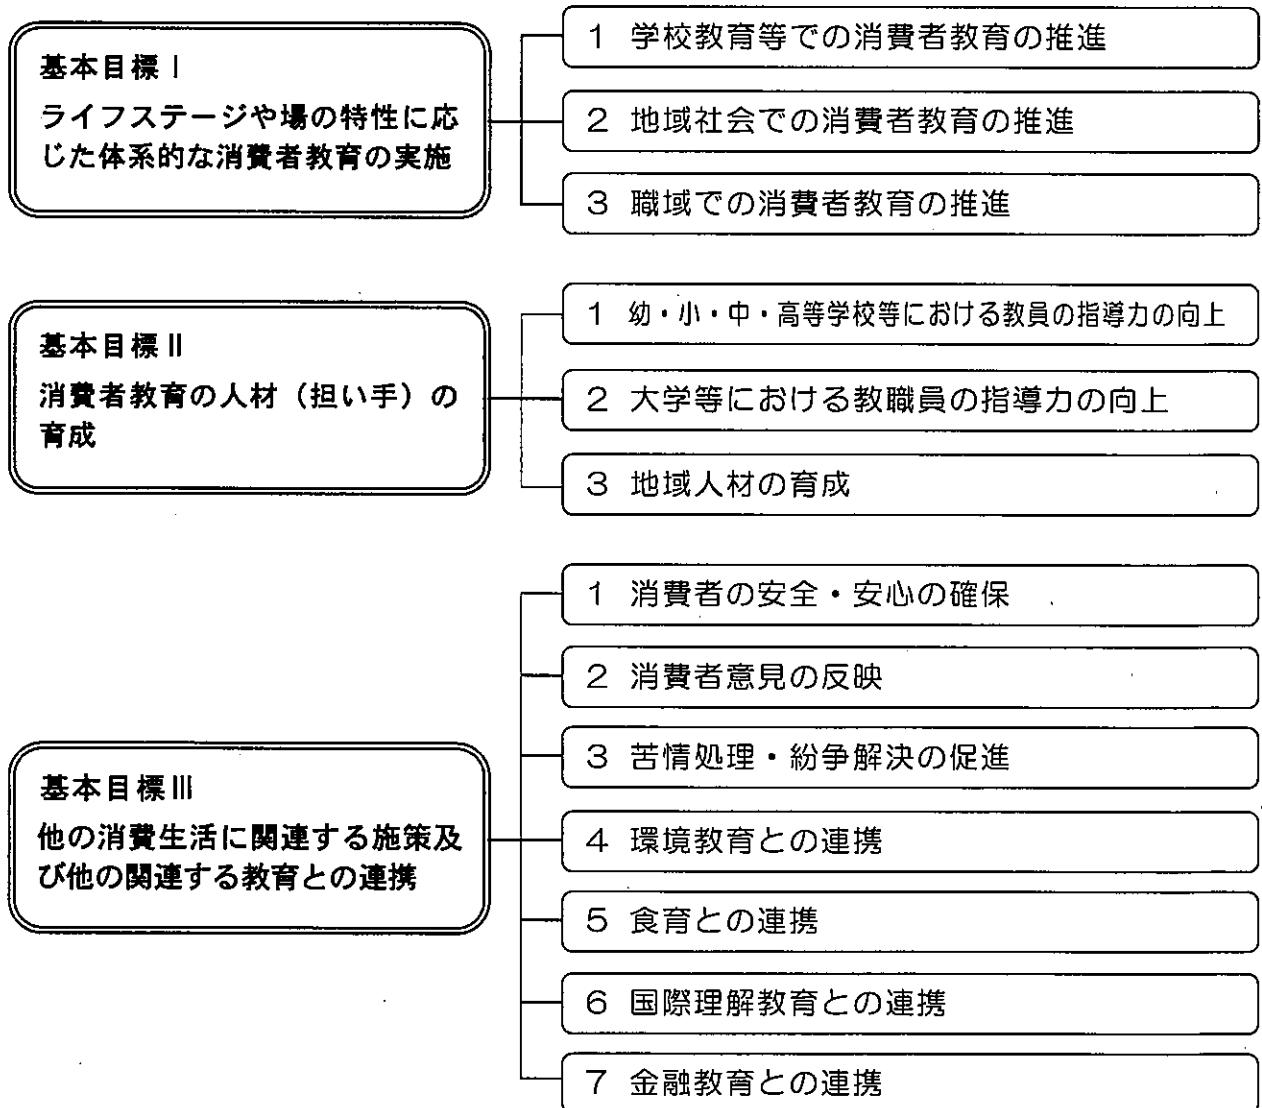 基本目標Ⅰ
ライフステージや場の特性に応
じた体系的な消費者教育の実施
1 学校教育等での消費者教育の推進
2 地域社会での消費者教育の推進
3 職域での消費者教育の推進
基本目標Ⅱ
消費者教育の人材（担い手）の
育成
1 幼・小・中・高等学校等における教員の指導力の向上
2 大学等における教職員の指導力の向上
3 地域人材の育成
基本目標Ⅲ
他の消費生活に関連する施策及
び他の関連する教育との連携
1 消費者の安全・安心の確保
2 消費者意見の反映
3 苦情処理・紛争解決の促進
4 環境教育との連携
5 食育との連携
6 国際理解教育との連携
7 金融教育との連携